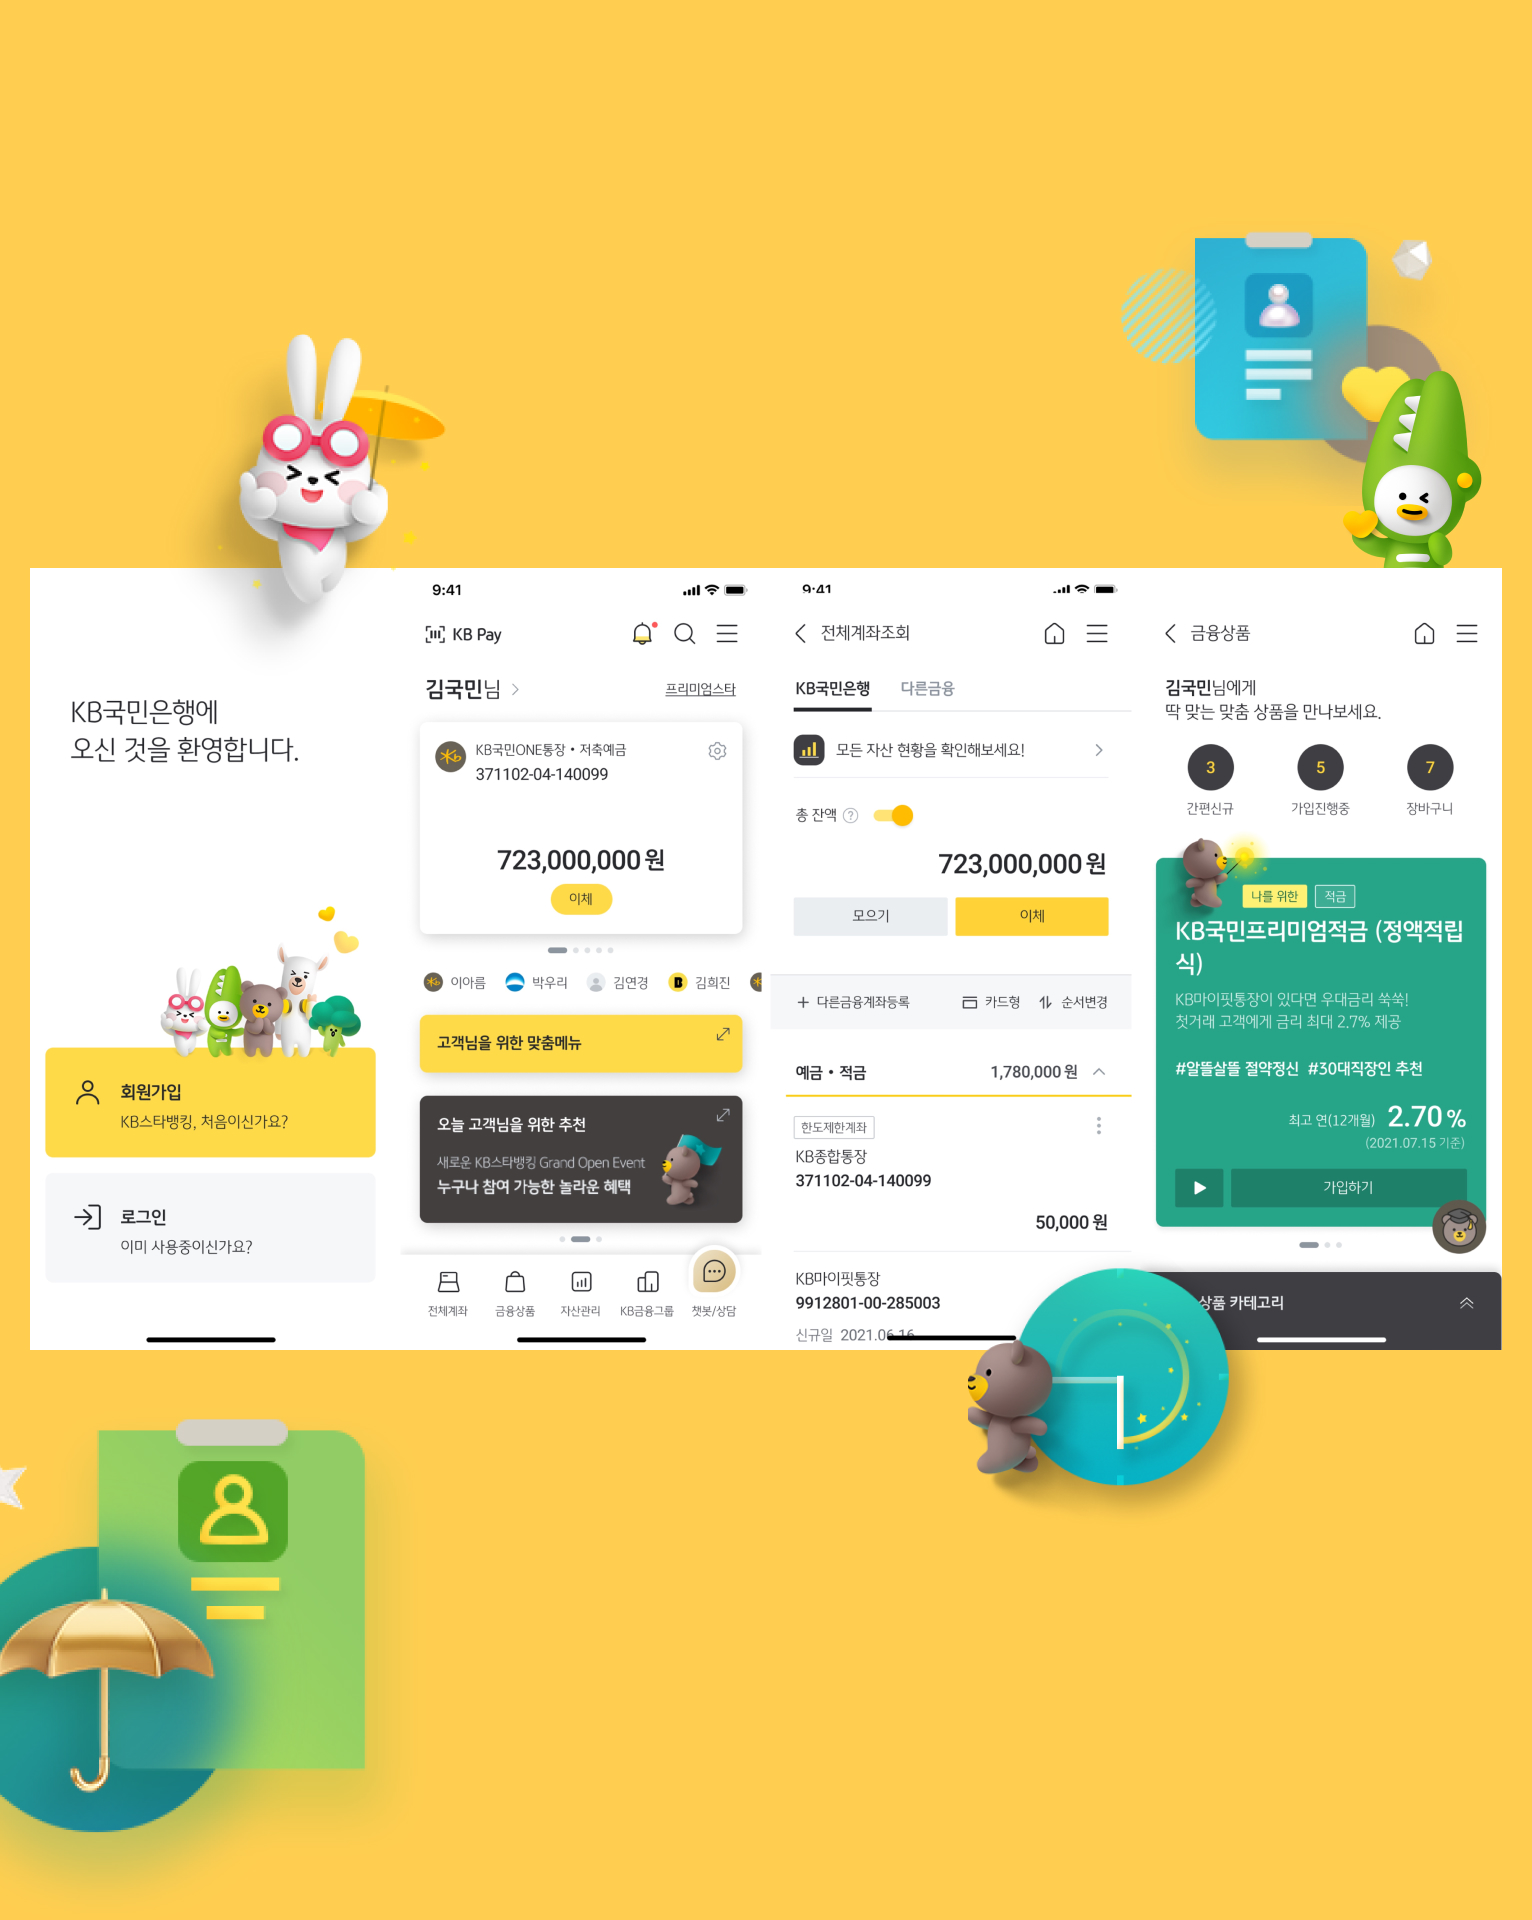 KB국민은행에
오신 것을 환영합니다.
회원가입
KB스타뱅킹, 처음이신가요?
로그인
이미 사용중이신가요?
9:41
KB Pay
김국민님
프리미엄스타
KB국민ONE통장 • 저축예금
371102-04-140099
723,000,000 원
이체
이아름 박우리 김연경 김희진
고객님을 위한 맞춤메뉴
오늘 고객님을 위한 추천
새로운 KB스타뱅킹 Grand Open Event
누구나 참여 가능한 놀라운 혜택
전체계좌 금융상품 자산관리 KB금융그룹 챗봇/상담
9:41
전체계좌조회
KB국민은행 다른금융
모든 자산 현황을 확인해보세요!
총 잔액 ?
723,000,000 원
모으기 이체
+ 다른금융계좌등록 카드형 순서변경
예금 • 적금 1,780,000 원
한도제한계좌
KB종합통장
371102-04-140099
50,000 원
KB마이핏통장
9912801-00-285003
신규일 2021.06.16
금융상품
김국민님에게
딱 맞는 맞춤 상품을 만나보세요.
3 5 7
간편신규 가입진행중 장바구니
나를 위한 적금
KB국민프리미엄적금 (정액적립
식)
KB마이핏통장이 있다면 우대금리 쑥쑥!
첫거래 고객에게 금리 최대 2.7% 제공
#알뜰살뜰 절약정신 #30대직장인 추천
최고 연(12개월) 2.70 %
(2021.07.15 기준)
가입하기
상품 카테고리